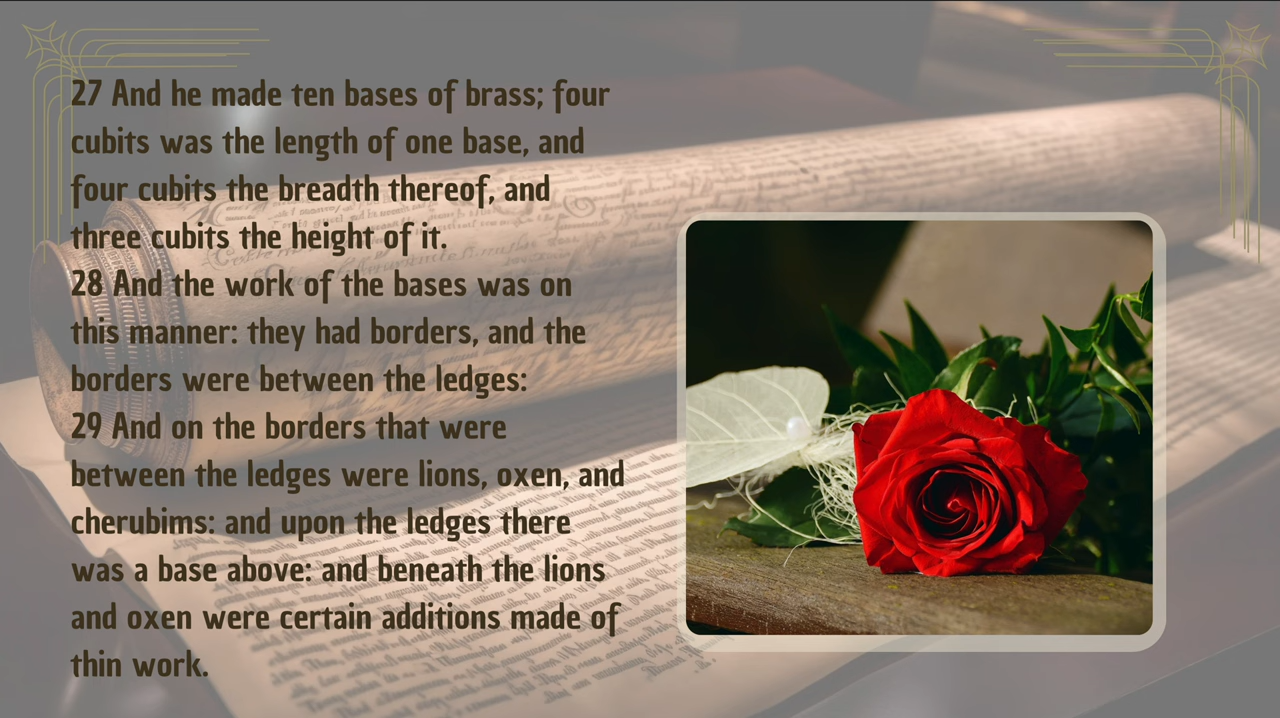 27 And he made ten bases of brass; four
cubits was the length of one base, and
four cubits the breadth thereof, and
three cubits the height of it.
28 And the work of the bases was on
this manner: they had borders, and the
borders were between the ledges:
29 And on the borders that were
between the ledges were lions, oxen, and
cherubims: and upon the ledges there
was a base above: and beneath the lions
and oxen were certain additions made of
thin work.